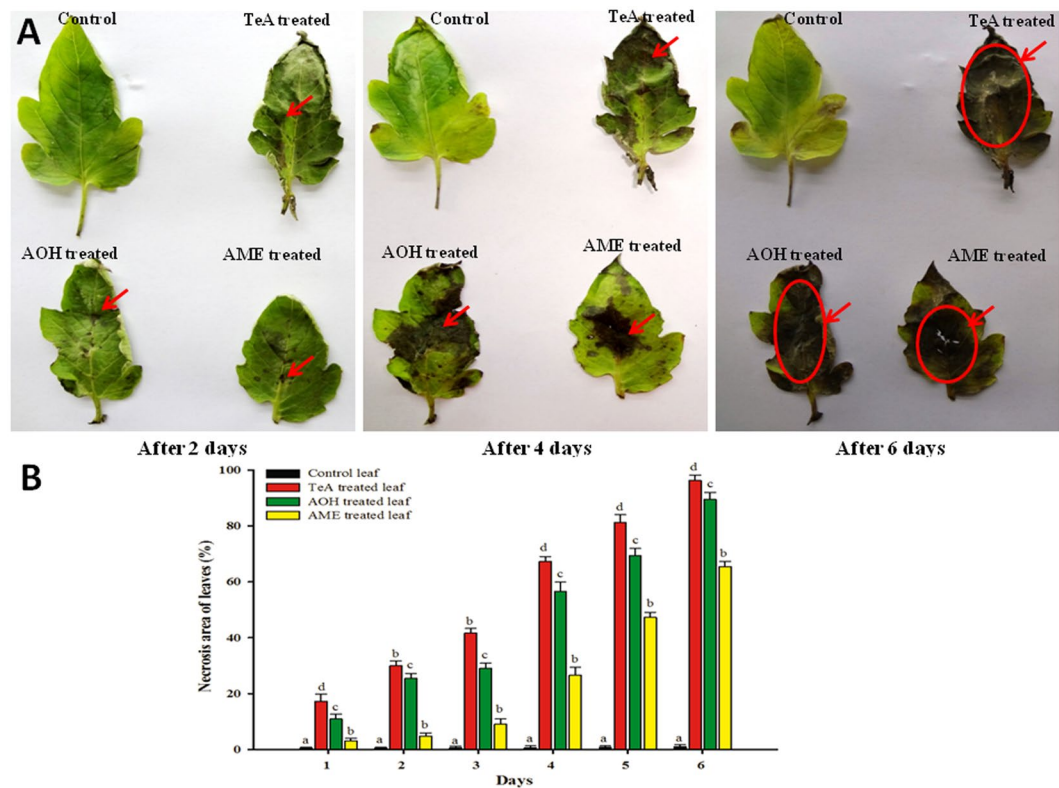 A
Control
TeA treated
Control
TeA treated
Control
TeA treated
AOH treated
AME treated
AOH treated
AME treated
AOH treated
AME treated
After 2 days
After 4 days
After 6 days
B
Control leaf
TeA treated leaf
AOH treated leaf
AME treated leaf
Necrosis area of leaves (%)
100
80
60
40
20
0
a d c b
a b c b
a b c b
a d c b
a d c b
a d c b
1 2 3 4 5 6
Days